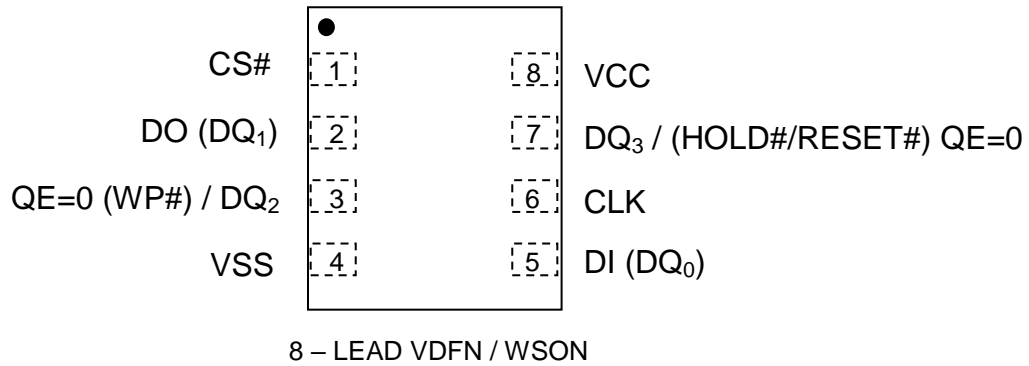 CS# 1 8 VCC
DO (DQ₁) 2 7 DQ₃ / (HOLD#/RESET#) QE=0
QE=0 (WP#) / DQ₂ 3 6 CLK
VSS 4 5 DI (DQ₀)
8 – LEAD VDFN / WSON